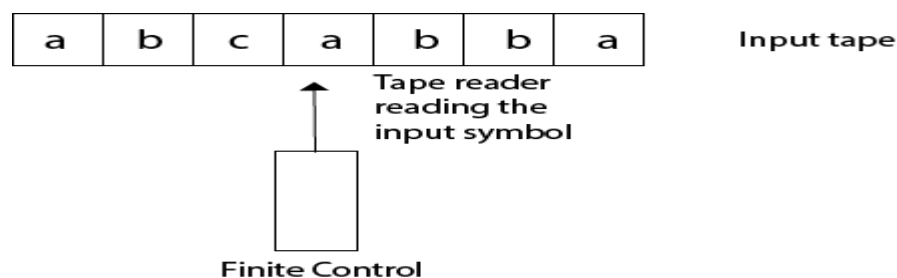 a b c a b b a Input tape
Tape reader
reading the
input symbol
Finite Control